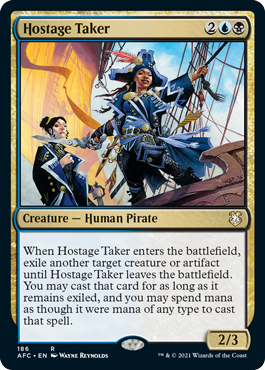 Hostage Taker 2
Creature — Human Pirate
When Hostage Taker enters the battlefield,
exile another target creature or artifact
until Hostage Taker leaves the battlefield.
You may cast that card for as long as it
remains exiled, and you may spend mana
as though it were mana of any type to cast
that spell.
2/3
186 R
AFC • EN Wayne Reynolds
™ & © 2021 Wizards of the Coast